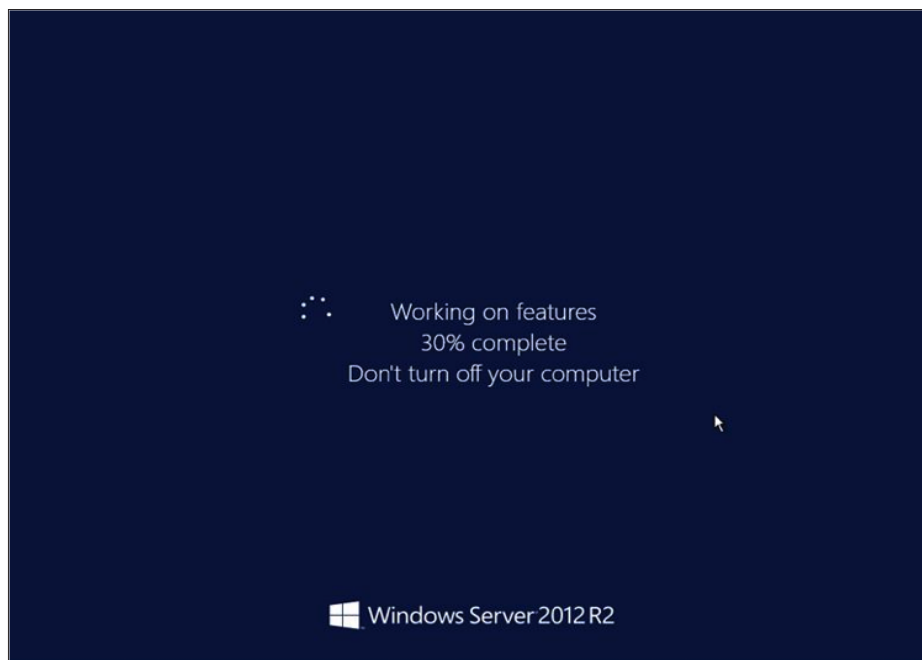 Working on features
30% complete
Don't turn off your computer
Windows Server 2012 R2